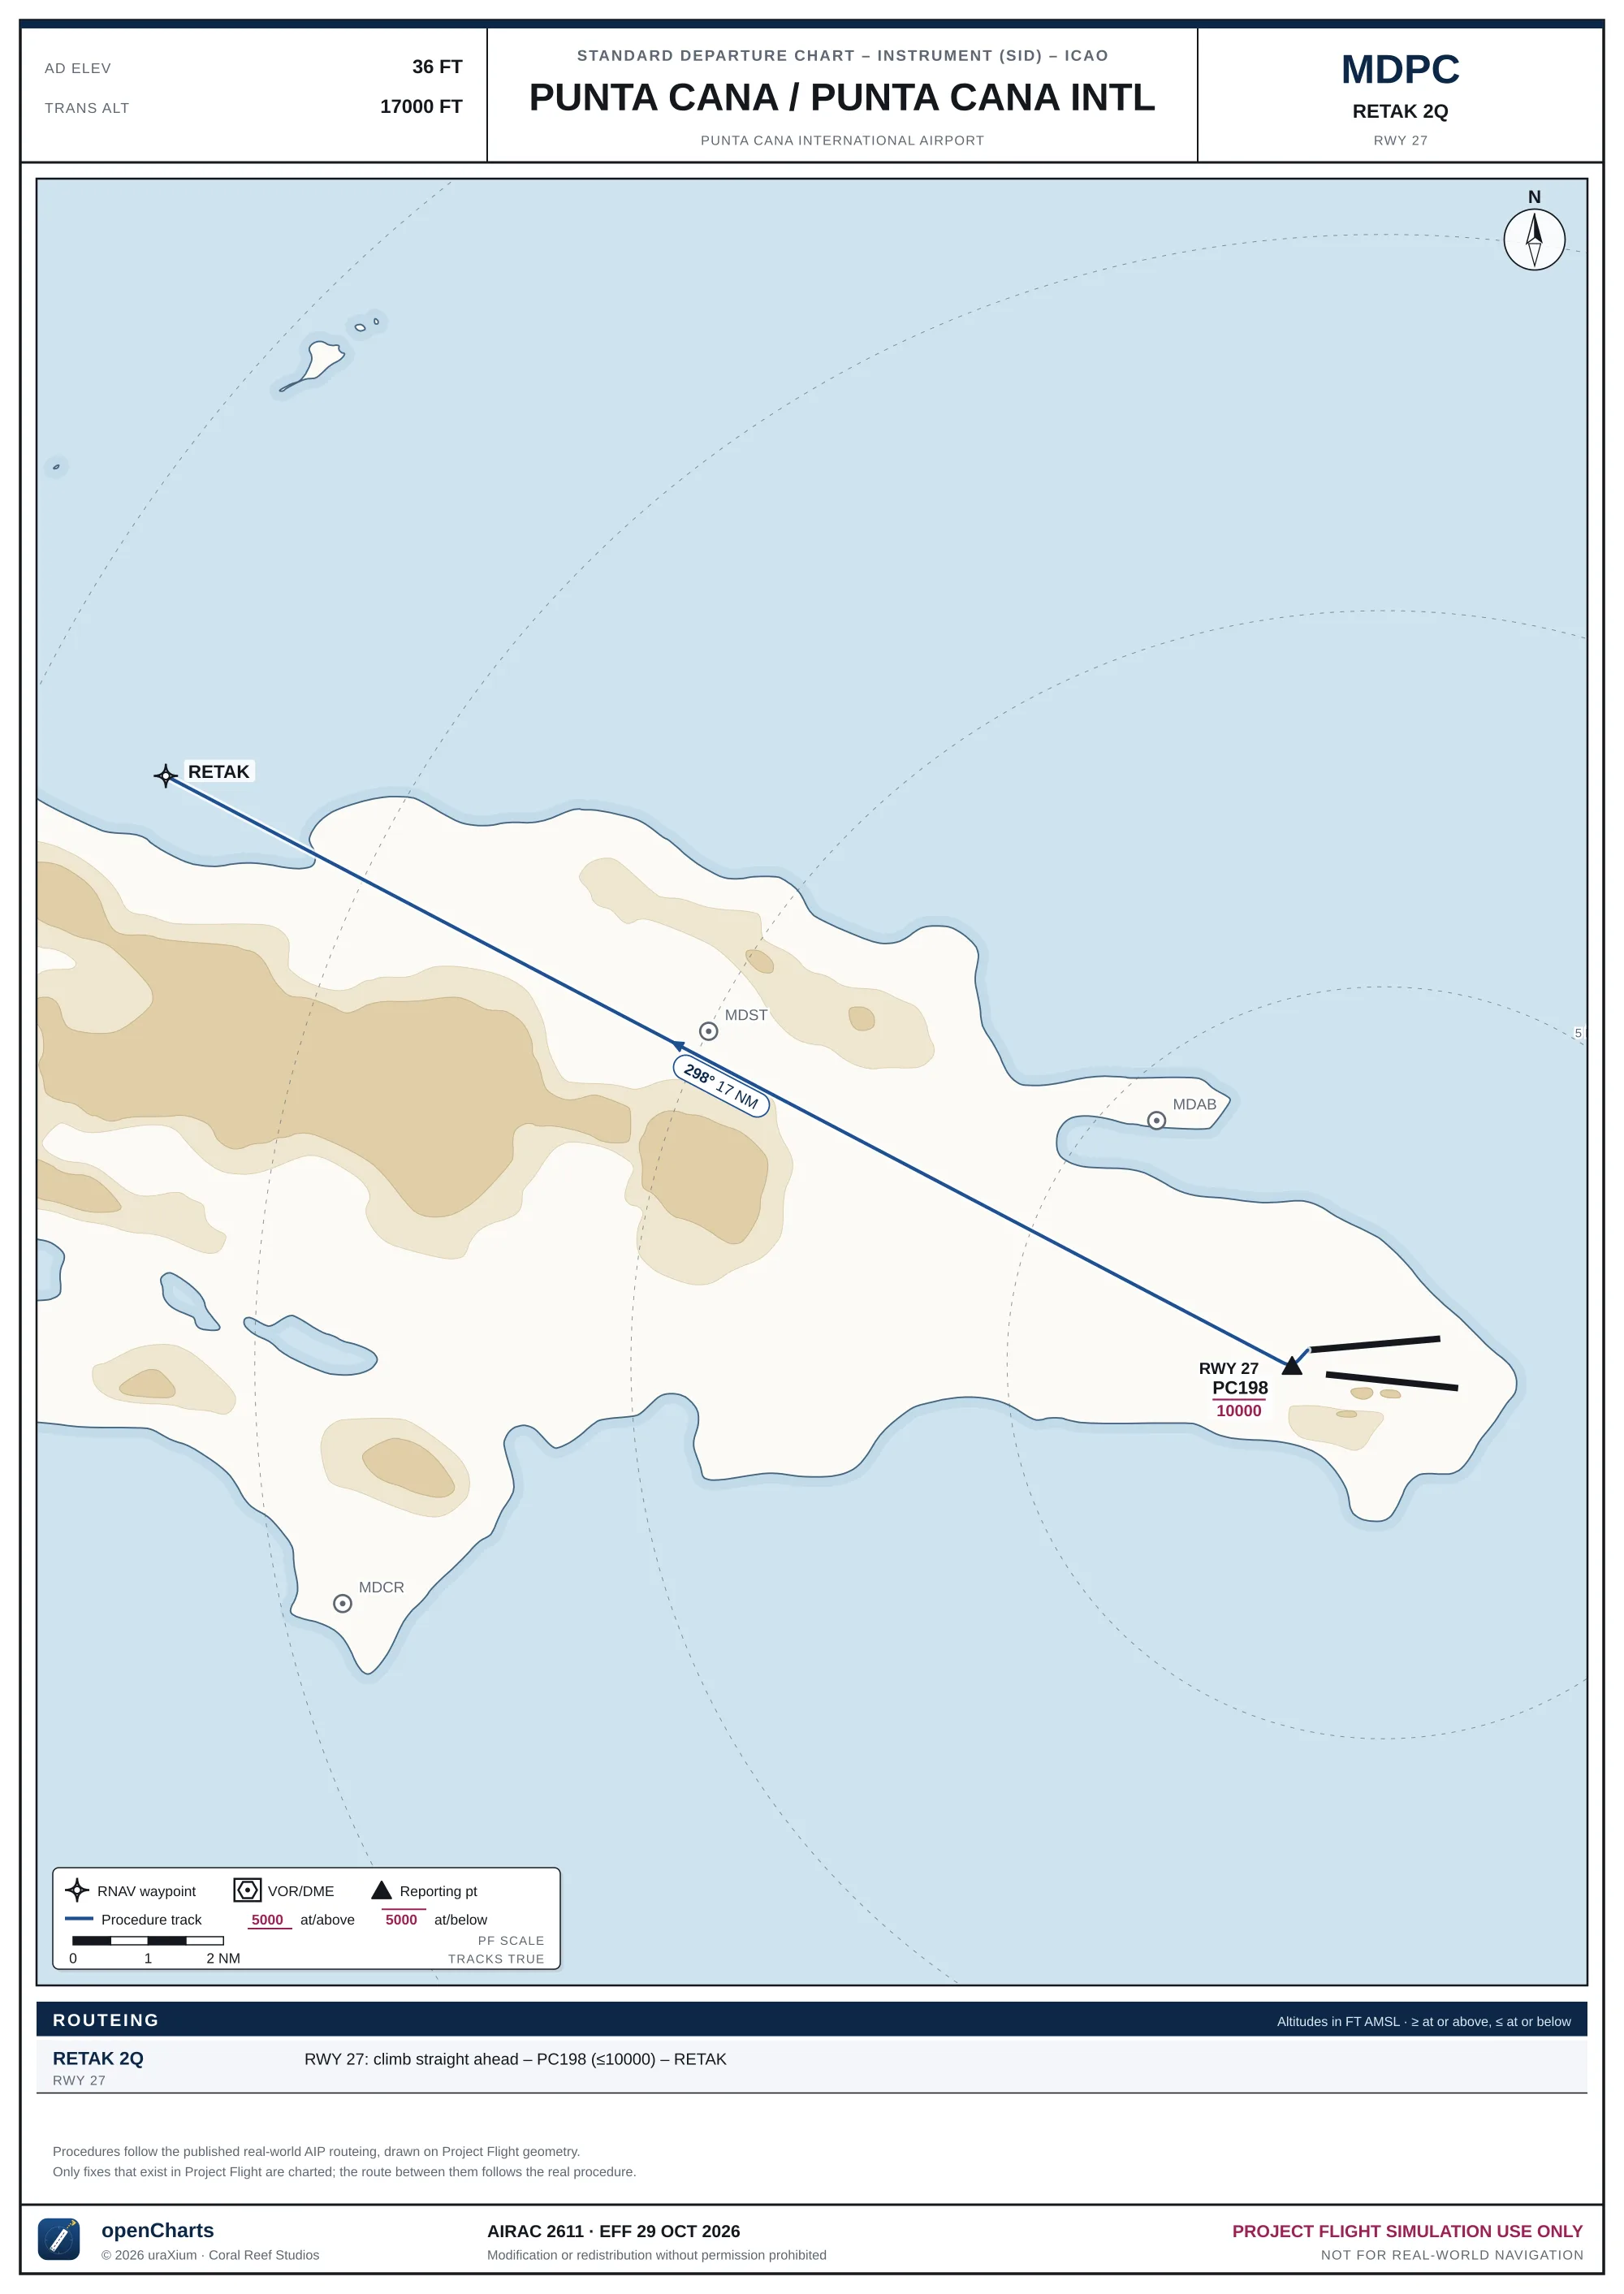 AD ELEV 36 FT
TRANS ALT 17000 FT
STANDARD DEPARTURE CHART – INSTRUMENT (SID) – ICAO
PUNTA CANA / PUNTA CANA INTL
PUNTA CANA INTERNATIONAL AIRPORT
MDPC
RETAK 2Q
RWY 27
N
RETAK
5
MDST
298° 17 NM
MDAB
RWY 27
PC198
10000
MDCR
RNAV waypoint
VOR/DME
Reporting pt
Procedure track
5000 at/above
5000 at/below
PF SCALE
0 1 2 NM
TRACKS TRUE
ROUTEING
Altitudes in FT AMSL · ≥ at or above, ≤ at or below
RETAK 2Q
RWY 27: climb straight ahead – PC198 (≤10000) – RETAK
RWY 27
Procedures follow the published real-world AIP routeing, drawn on Project Flight geometry.
Only fixes that exist in Project Flight are charted; the route between them follows the real procedure.
openCharts
© 2026 uraXium · Coral Reef Studios
AIRAC 2611 · EFF 29 OCT 2026
Modification or redistribution without permission prohibited
PROJECT FLIGHT SIMULATION USE ONLY
NOT FOR REAL-WORLD NAVIGATION